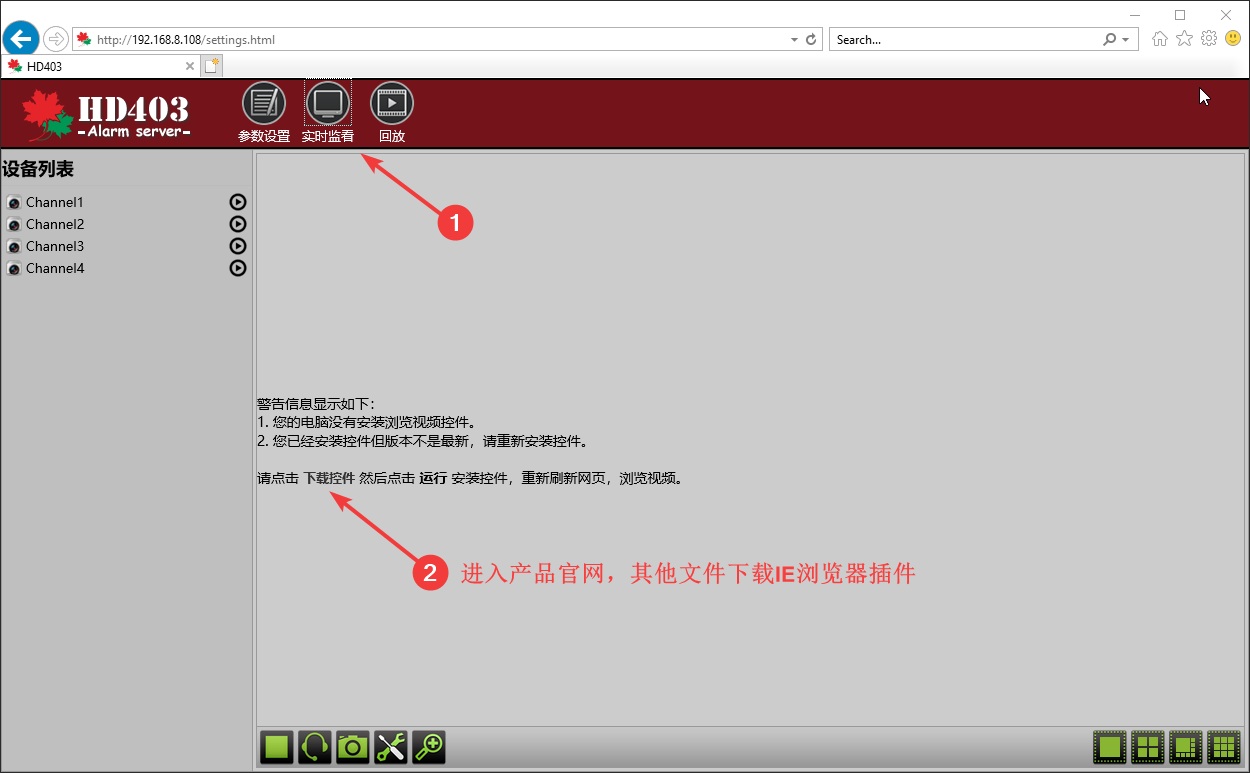 http://192.168.8.108/settings.html
Search...
HD403
HD403
-Alarm server-
参数设置
实时监看
回放
设备列表
Channel1
Channel2
Channel3
Channel4
1
警告信息显示如下：
1. 您的电脑没有安装浏览视频控件。
2. 您已经安装控件但版本不是最新，请重新安装控件。
请点击 下载控件 然后点击 运行 安装控件，重新刷新网页，浏览视频。
2 进入产品官网，其他文件下载IE浏览器插件